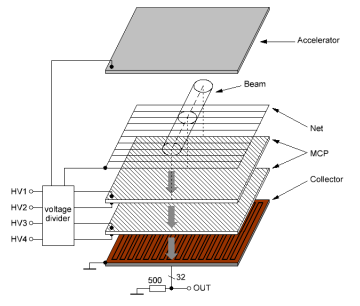 Accelerator
Beam
Net
MCP
Collector
HV1
HV2
HV3
HV4
voltage
divider
32
500
OUT